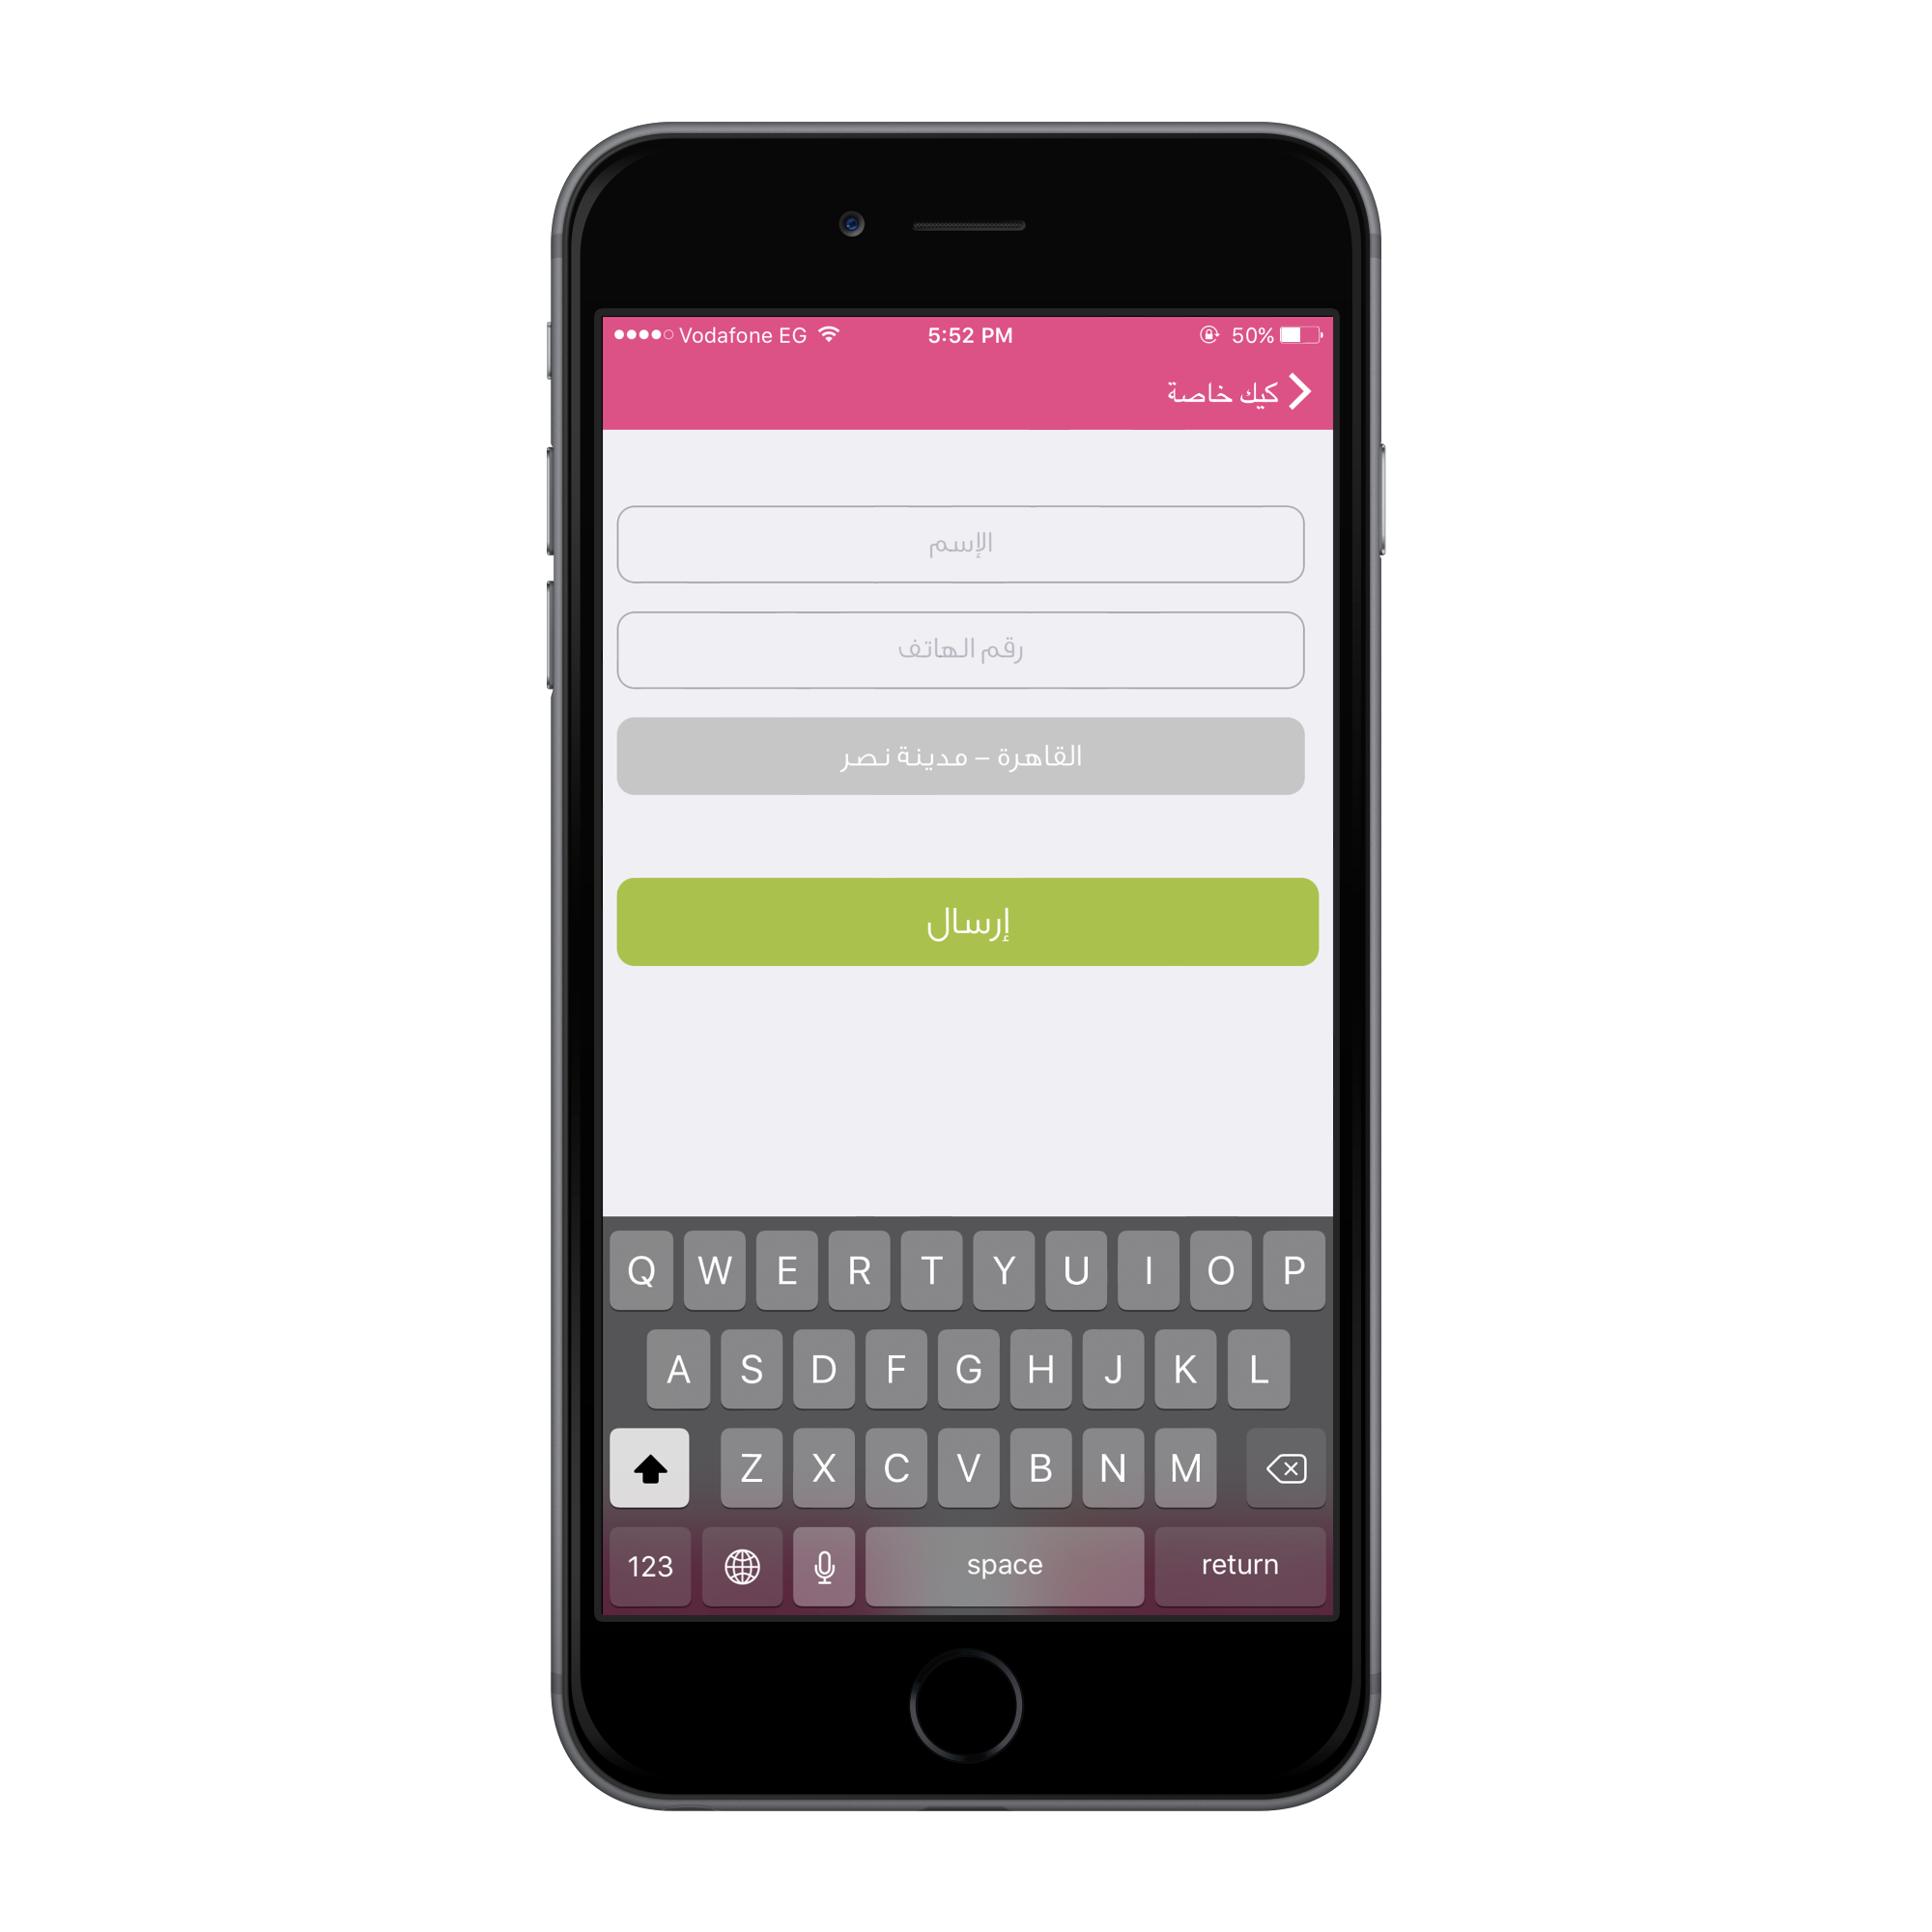 Vodafone EG 5:52 PM 50%
كيك خاصة
الإسم
رقم الهاتف
القاهرة – مدينة نصر
إرسال
Q W E R T Y U I O P
A S D F G H J K L
Z X C V B N M
123 space return